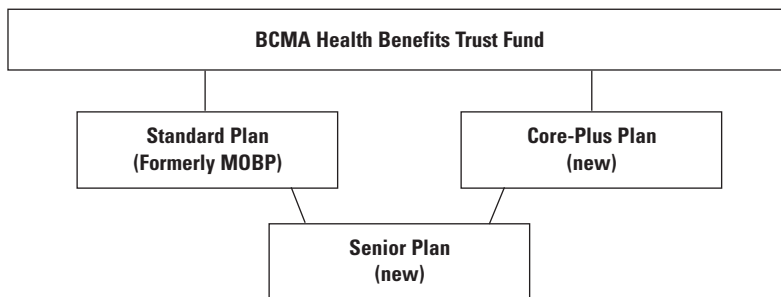 BCMA Health Benefits Trust Fund
Standard Plan
(Formerly MOBP)
Core-Plus Plan
(new)
Senior Plan
(new)